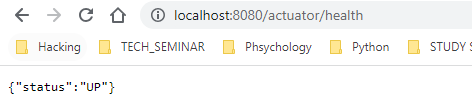 localhost:8080/actuator/health
Hacking TECH_SEMINAR Phsychology Python STUDY S
{"status":"UP"}